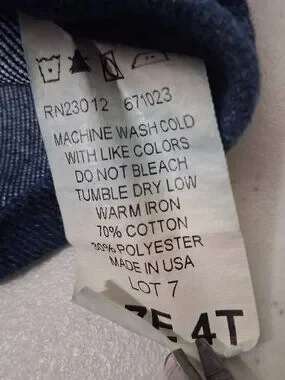 RN23012 671023
MACHINE WASH COLD
WITH LIKE COLORS
DO NOT BLEACH
TUMBLE DRY LOW
WARM IRON
70% COTTON
30% POLYESTER
MADE IN USA
LOT 7
4T